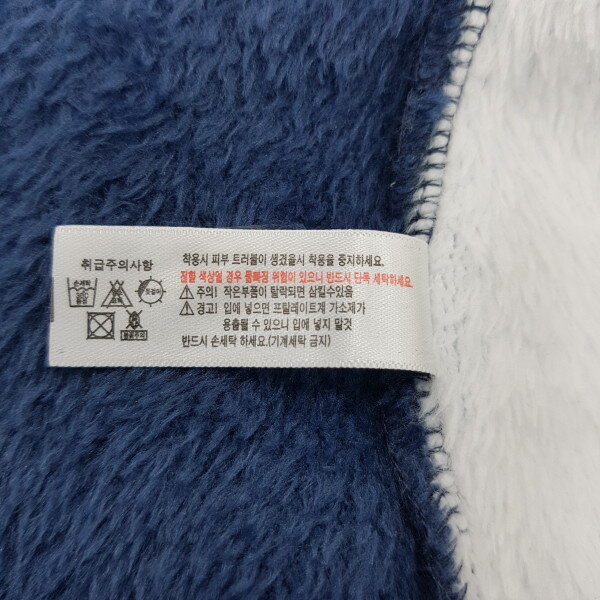 취급주의사항
착용시 피부 트러블이 생겼을시 착용을 중지하세요.
짙할 색상일 경우 물빠짐 위험이 있으니 반드시 단독 세탁하세요.
주의! 작은부품이 탈락되면 삼킬수있음
경고! 입에 넣으면 프탈레이트계 가소제가
용출될 수 있으니 입에 넣지 말것
반드시 손세탁 하세요.(기계세탁 금지)